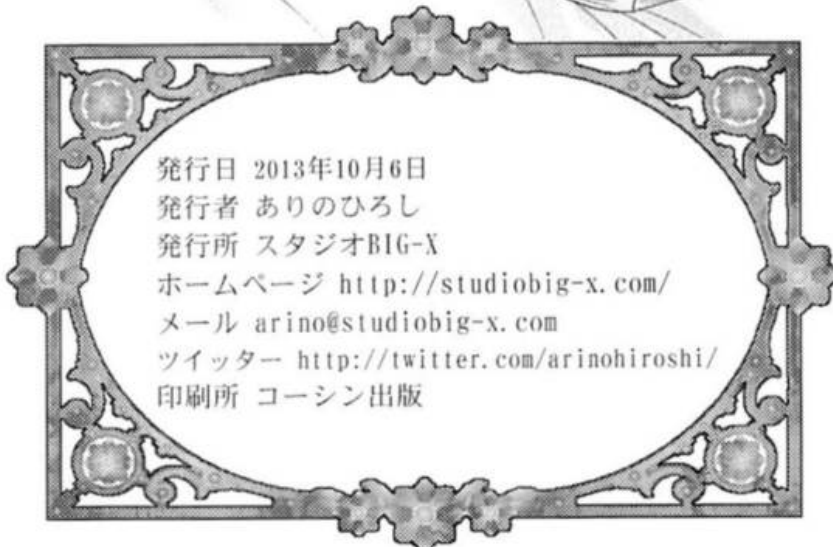 発行日 2013年10月6日
発行者 ありのひろし
発行所 スタジオBIG-X
ホームページ http://studiobig-x.com/
メール arino@studiobig-x.com
ツイッター http://twitter.com/arinohiroshi/
印刷所 コーシン出版